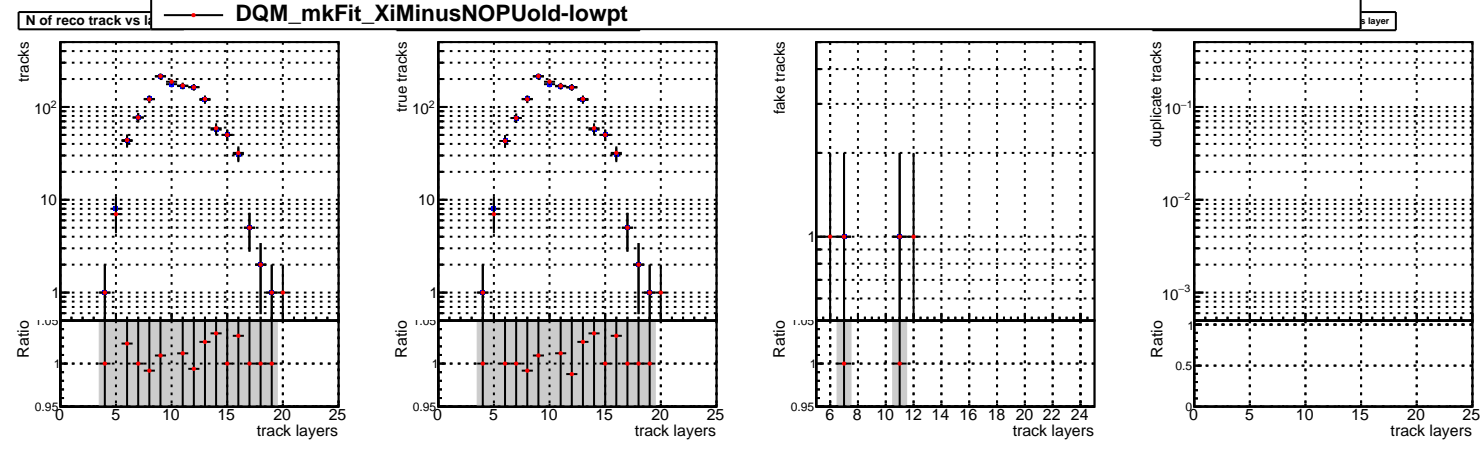 DQM_mkFit_XiMinusNOPUold-lowpt
N of reco track vs la
s layer
tracks
10²
10
1
Ratio
1.05
1
0.95
0 5 10 15 20 25
track layers
true tracks
10²
10
1
Ratio
1.05
1
0.95
0 5 10 15 20 25
track layers
fake tracks
1
Ratio
1.05
1
0.95
6 8 10 12 14 16 18 20 22 24
track layers
duplicate tracks
10⁻¹
10⁻²
10⁻³
Ratio
1
0.5
0
0 5 10 15 20 25
track layers